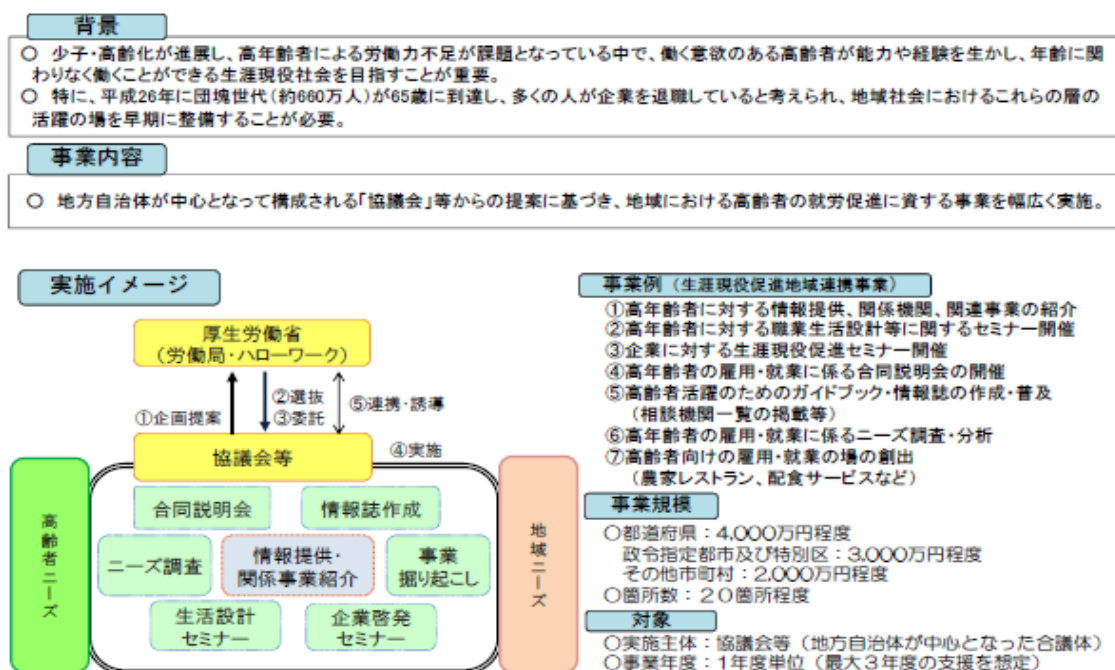 背景
○ 少子・高齢化が進展し、高年齢者による労働力不足が課題となっている中で、働く意欲のある高齢者が能力や経験を生かし、年齢に関
わりなく働くことができる生涯現役社会を目指すことが重要。
○ 特に、平成26年に団塊世代(約660万人)が65歳に到達し、多くの人が企業を退職していると考えられ、地域社会におけるこれらの層の
活躍の場を早期に整備することが必要。
事業内容
○ 地方自治体が中心となって構成される「協議会」等からの提案に基づき、地域における高齢者の就労促進に資する事業を幅広く実施。
実施イメージ
厚生労働省
(労働局・ハローワーク)
①企画提案
②選抜
③委託
⑤連携・誘導
協議会等
④実施
高齢者ニーズ
合同説明会
情報誌作成
ニーズ調査
情報提供・
関係事業紹介
事業
掘り起こし
生活設計
セミナー
企業啓発
セミナー
地域ニーズ
事業例(生涯現役促進地域連携事業)
①高年齢者に対する情報提供、関係機関、関連事業の紹介
②高年齢者に対する職業生活設計等に関するセミナー開催
③企業に対する生涯現役促進セミナー開催
④高年齢者の雇用・就業に係る合同説明会の開催
⑤高齢者活躍のためのガイドブック・情報誌の作成・普及
(相談機関一覧の掲載等)
⑥高年齢者の雇用・就業に係るニーズ調査・分析
⑦高齢者向けの雇用・就業の場の創出
(農家レストラン、配食サービスなど)
事業規模
○都道府県:4,000万円程度
政令指定都市及び特別区:3,000万円程度
その他市町村:2,000万円程度
○箇所数:20箇所程度
対象
○実施主体:協議会等(地方自治体が中心となった合議体)
○事業年度:1年度単位(最大3年度の支援を想定)